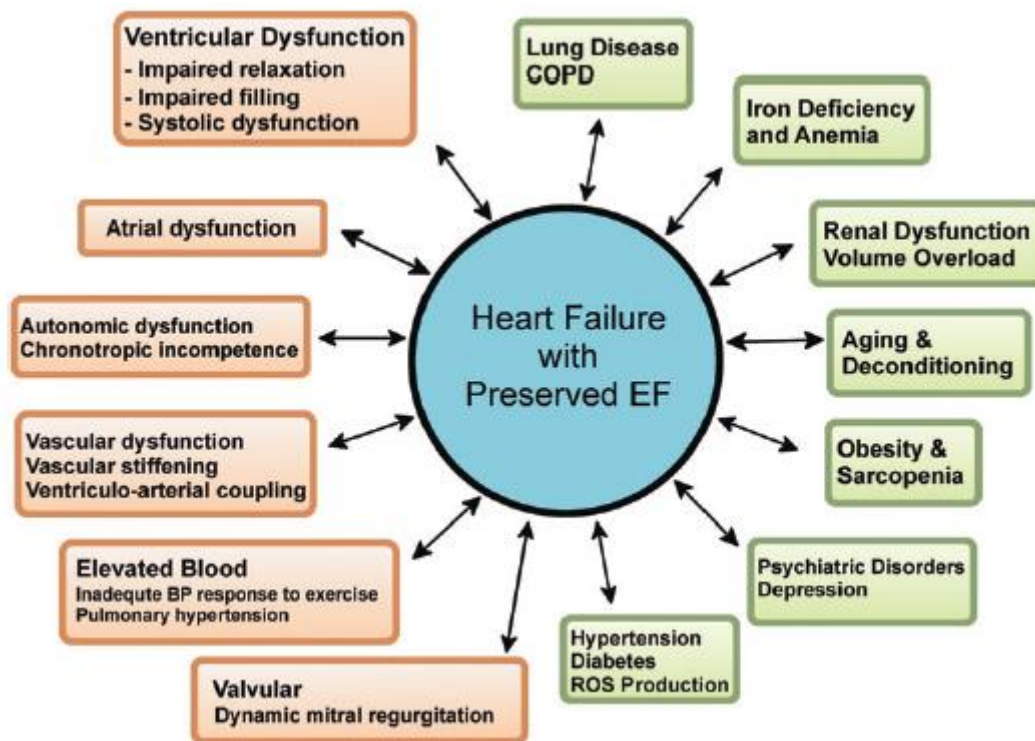 Ventricular Dysfunction
- Impaired relaxation
- Impaired filling
- Systolic dysfunction
Atrial dysfunction
Autonomic dysfunction
Chronotropic incompetence
Vascular dysfunction
Vascular stiffening
Ventriculo-arterial coupling
Elevated Blood
Inadequte BP response to exercise
Pulmonary hypertension
Valvular
Dynamic mitral regurgitation
Heart Failure
with
Preserved EF
Lung Disease
COPD
Iron Deficiency
and Anemia
Renal Dysfunction
Volume Overload
Aging &
Deconditioning
Obesity &
Sarcopenia
Psychiatric Disorders
Depression
Hypertension
Diabetes
ROS Production